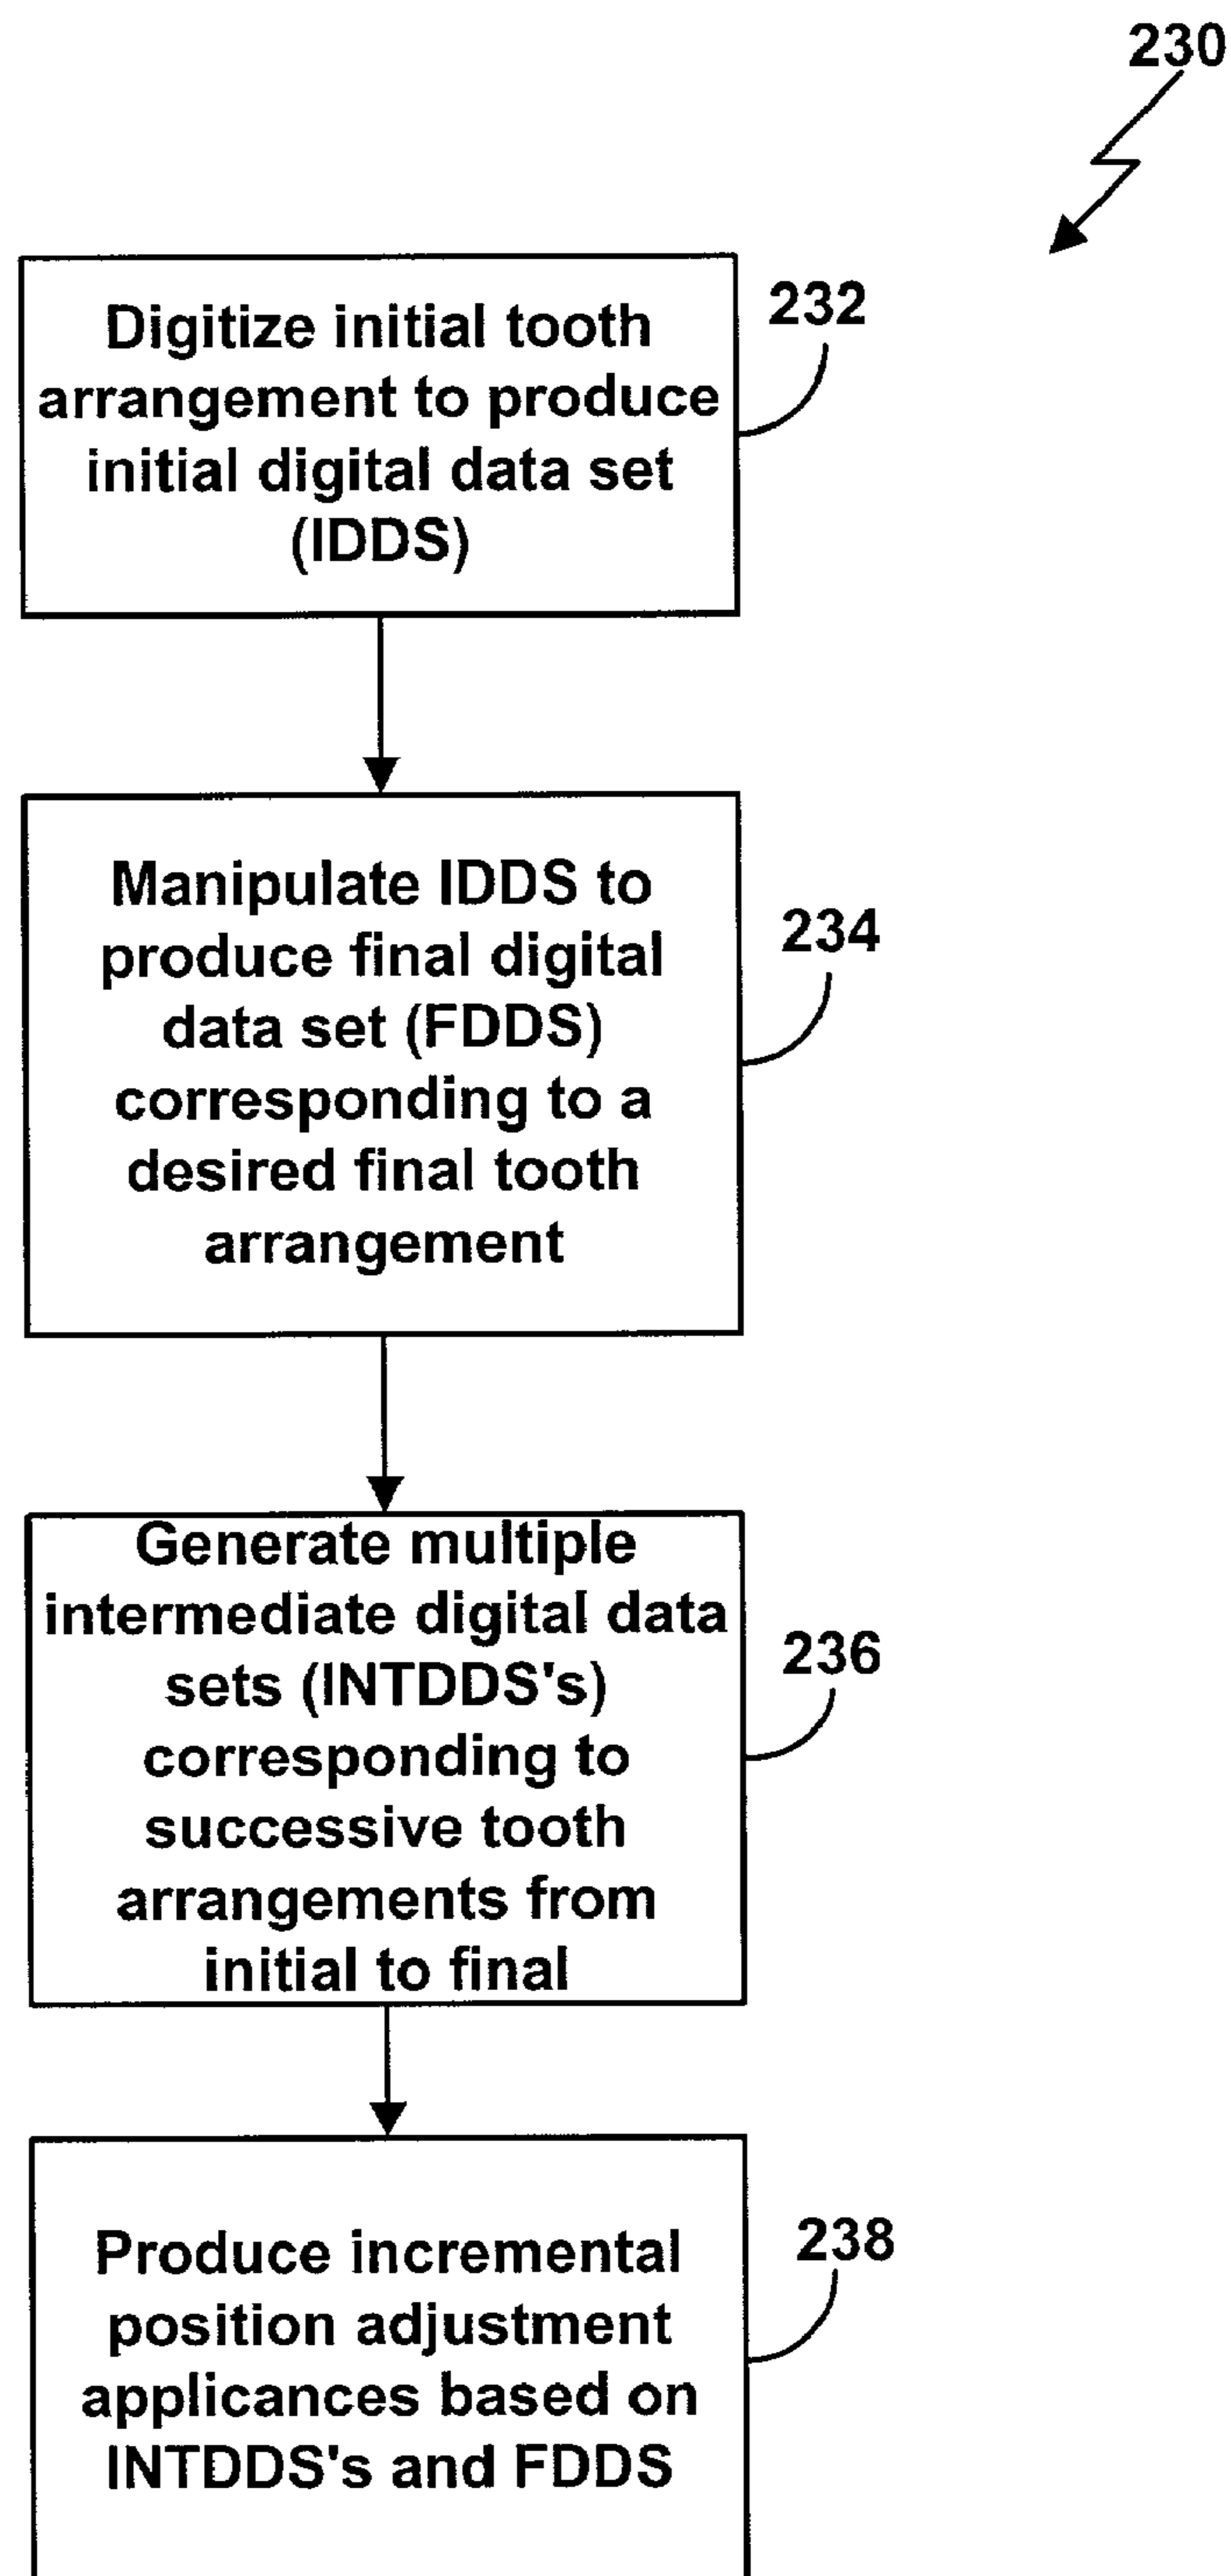 230
Digitize initial tooth
arrangement to produce
initial digital data set
(IDDS)
232
Manipulate IDDS to
produce final digital
data set (FDDS)
corresponding to a
desired final tooth
arrangement
234
Generate multiple
intermediate digital data
sets (INTDDS's)
corresponding to
successive tooth
arrangements from
initial to final
236
Produce incremental
position adjustment
applicances based on
INTDDS's and FDDS
238